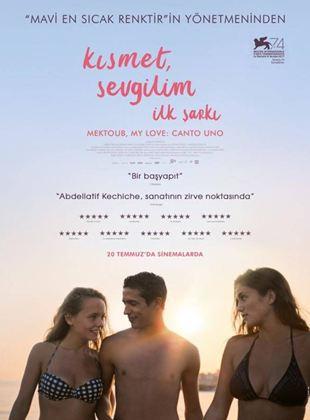 "MAVİ EN SICAK RENKTİR"İN YÖNETMENİNDEN
74
kısmet,
sevgilim
ilk şarkı
MEKTOUB, MY LOVE: CANTO UNO
"Bir başyapıt"
"Abdellatif Kechiche, sanatının zirve noktasında"
★★★★★ ★★★★★ ★★★★★ ★★★★★
★★★★★ ★★★★★ ★★★★★ ★★★★★ ★★★★★
20 TEMMUZ'DA SİNEMALARDA